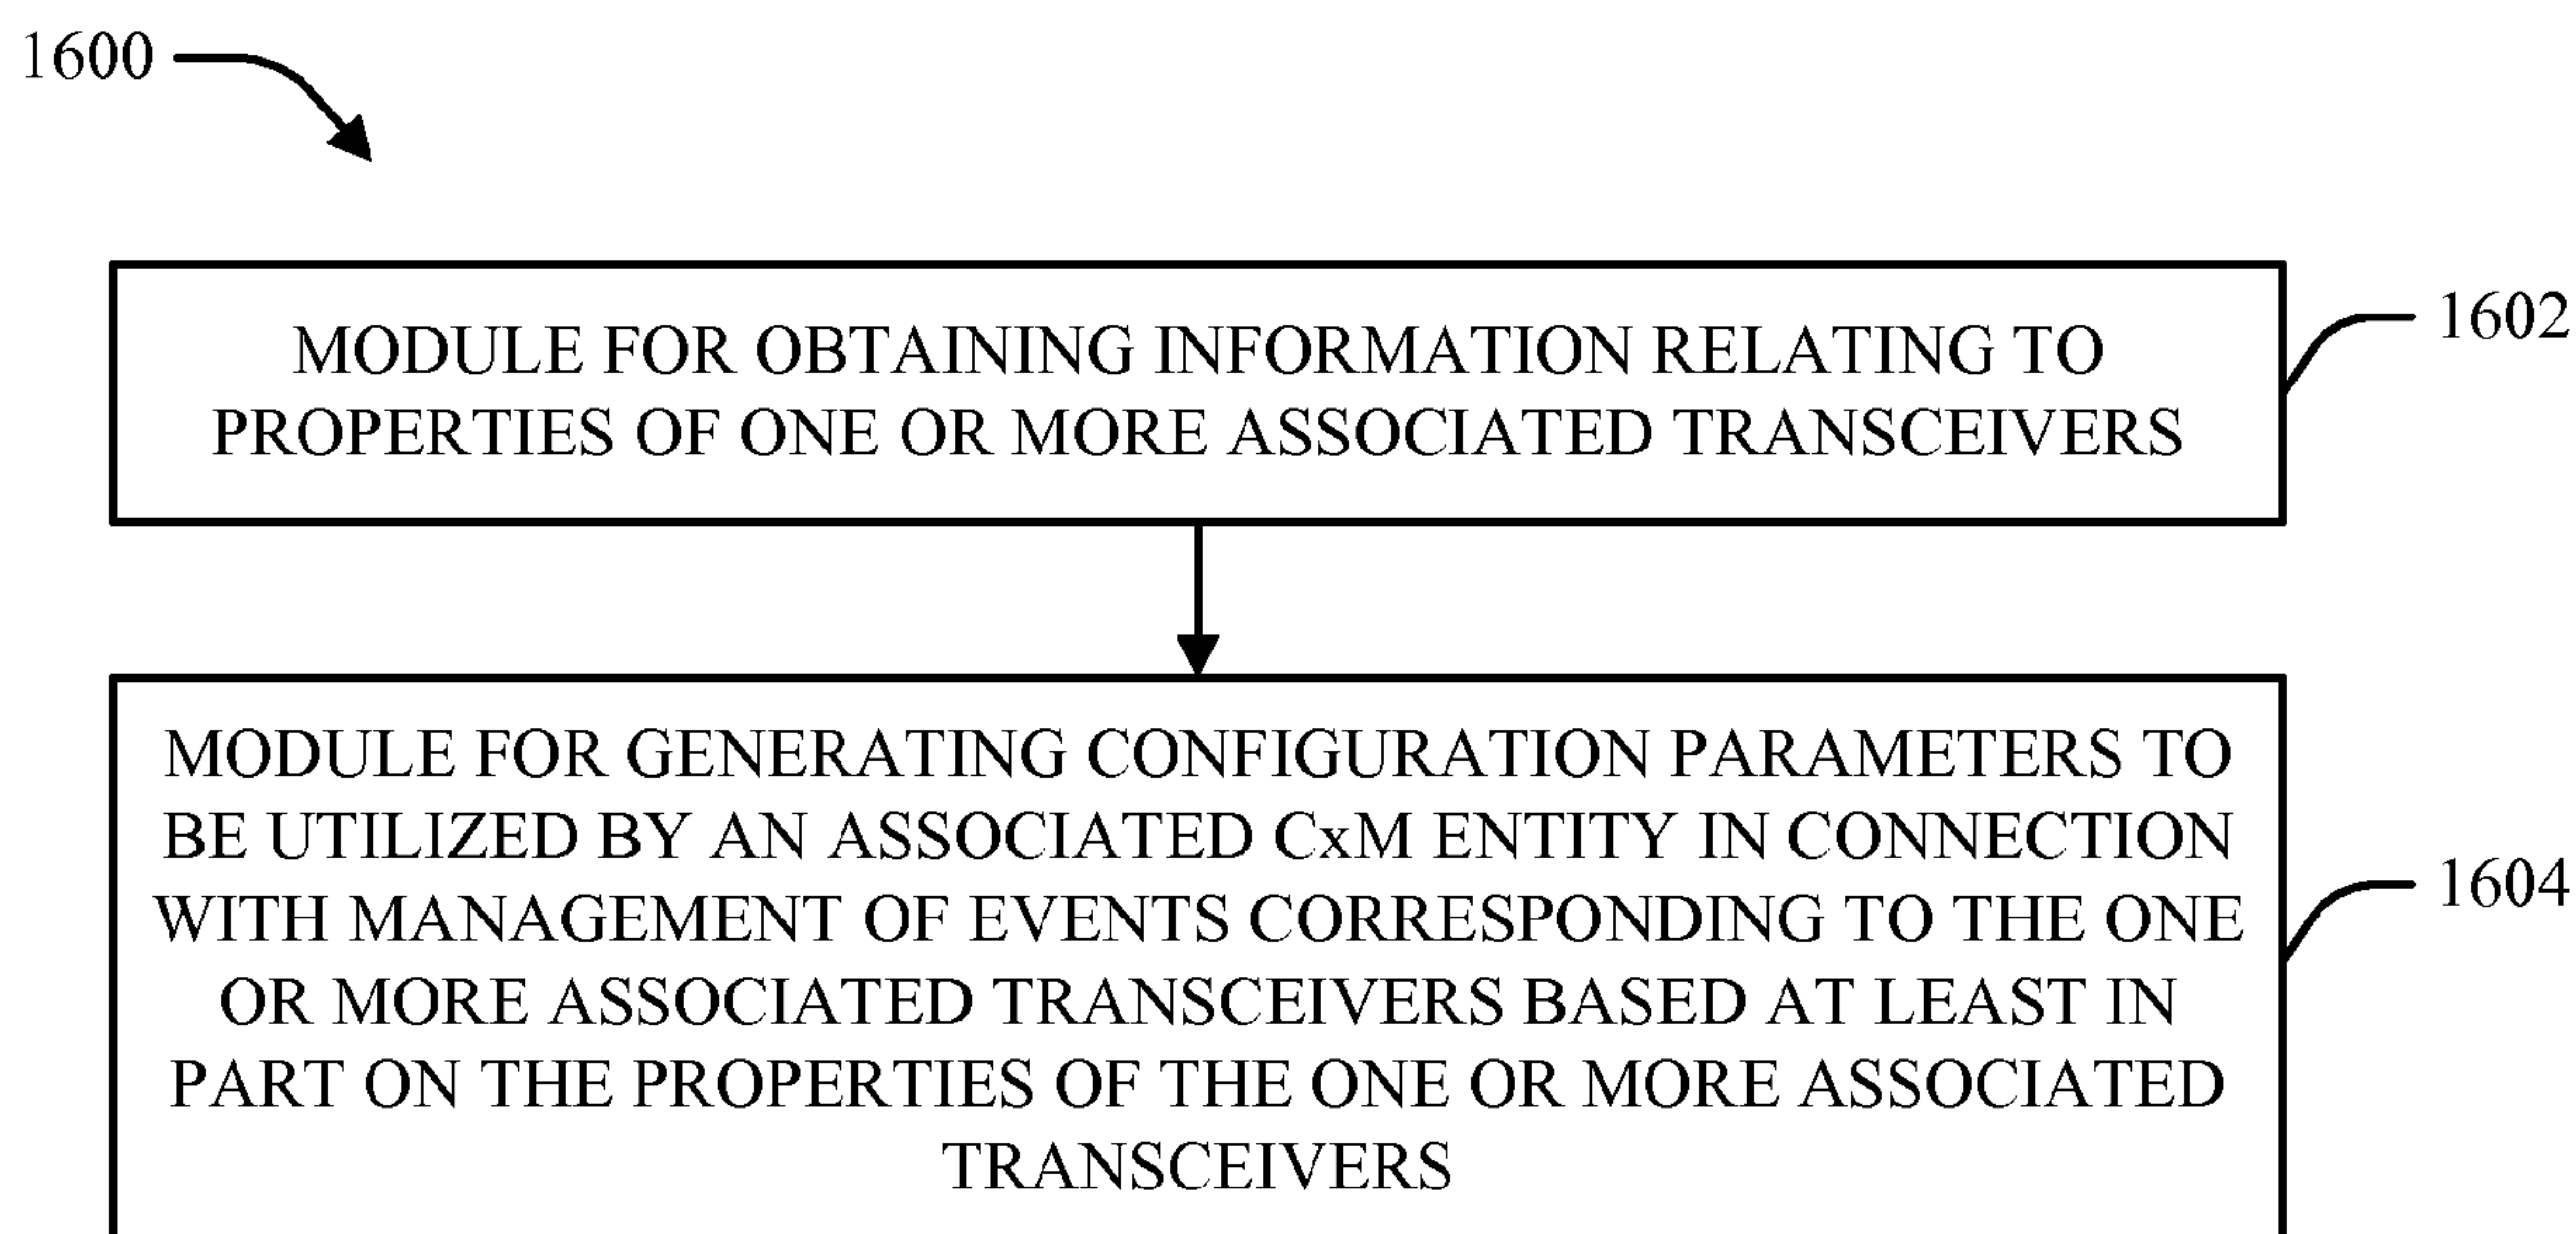 1600
MODULE FOR OBTAINING INFORMATION RELATING TO
PROPERTIES OF ONE OR MORE ASSOCIATED TRANSCEIVERS
1602
MODULE FOR GENERATING CONFIGURATION PARAMETERS TO
BE UTILIZED BY AN ASSOCIATED CxM ENTITY IN CONNECTION
WITH MANAGEMENT OF EVENTS CORRESPONDING TO THE ONE
OR MORE ASSOCIATED TRANSCEIVERS BASED AT LEAST IN
PART ON THE PROPERTIES OF THE ONE OR MORE ASSOCIATED
TRANSCEIVERS
1604